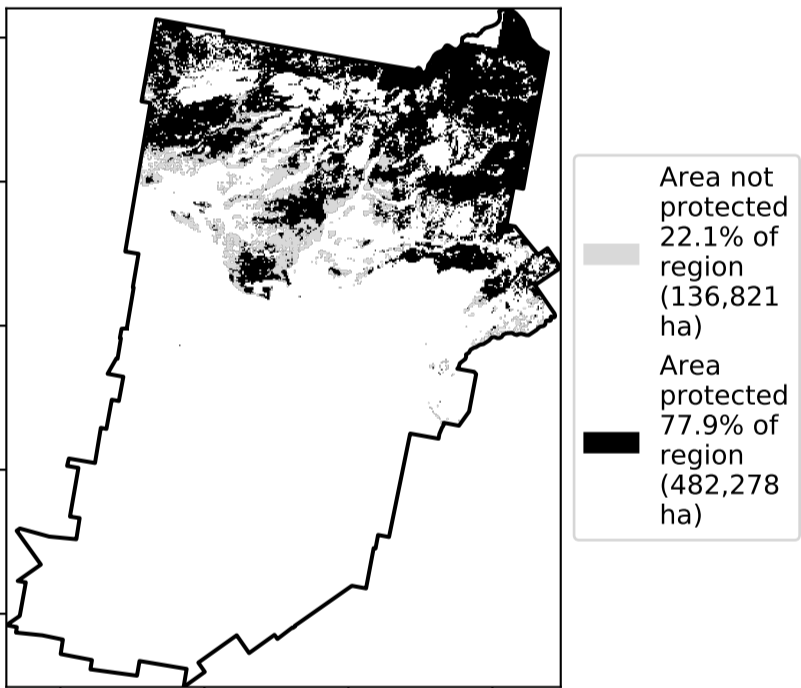 Area not
protected
22.1% of
region
(136,821
ha)
Area
protected
77.9% of
region
(482,278
ha)